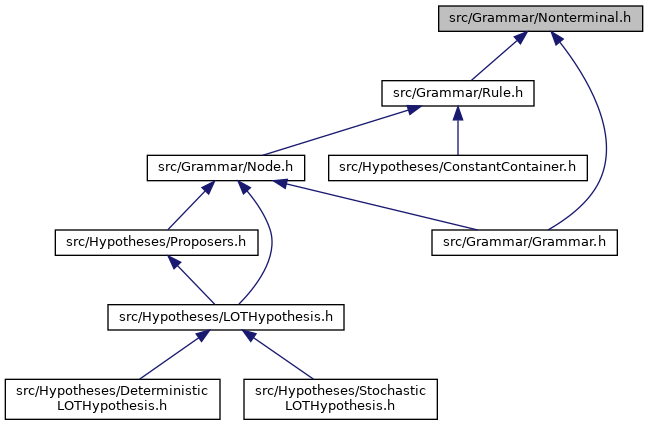 src/Grammar/Nonterminal.h
src/Grammar/Rule.h
src/Grammar/Node.h
src/Hypotheses/ConstantContainer.h
src/Hypotheses/Proposers.h
src/Grammar/Grammar.h
src/Hypotheses/LOTHypothesis.h
src/Hypotheses/Deterministic
LOTHypothesis.h
src/Hypotheses/Stochastic
LOTHypothesis.h